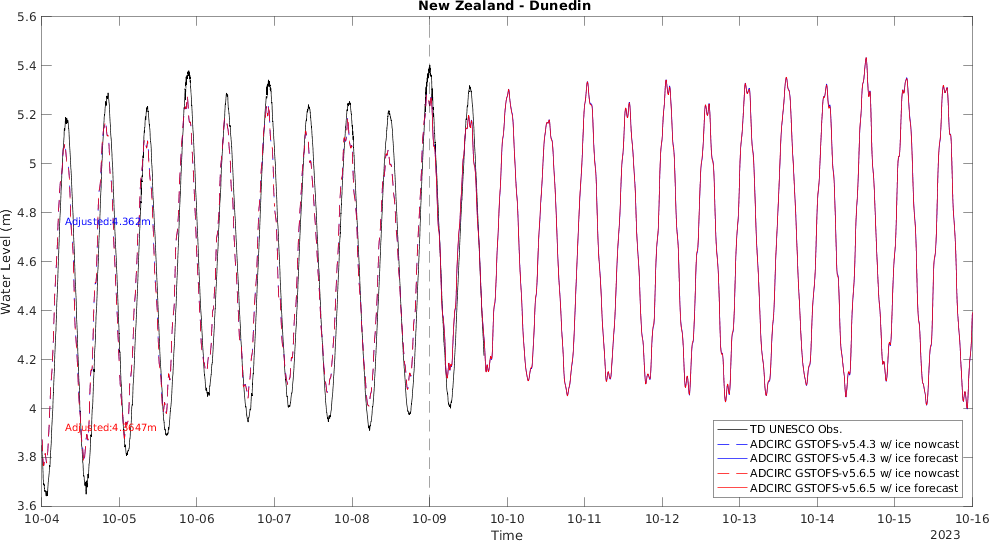 New Zealand - Dunedin
5.6
5.4
5.2
5
4.8
4.6
4.4
4.2
4
3.8
3.6
Water Level (m)
Adjusted:4.362m
Adjusted:4.3647m
TD UNESCO Obs.
ADCIRC GSTOFS-v5.4.3 w/ ice nowcast
ADCIRC GSTOFS-v5.4.3 w/ ice forecast
ADCIRC GSTOFS-v5.6.5 w/ ice nowcast
ADCIRC GSTOFS-v5.6.5 w/ ice forecast
10-04 10-05 10-06 10-07 10-08 10-09 10-10 10-11 10-12 10-13 10-14 10-15 10-16
Time
2023